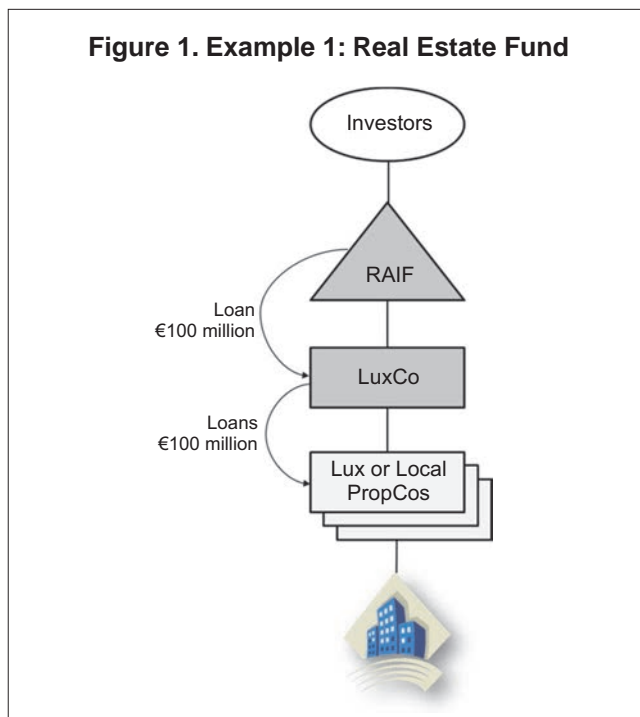 Figure 1. Example 1: Real Estate Fund
Investors
RAIF
Loan
€100 million
LuxCo
Loans
€100 million
Lux or Local
PropCos